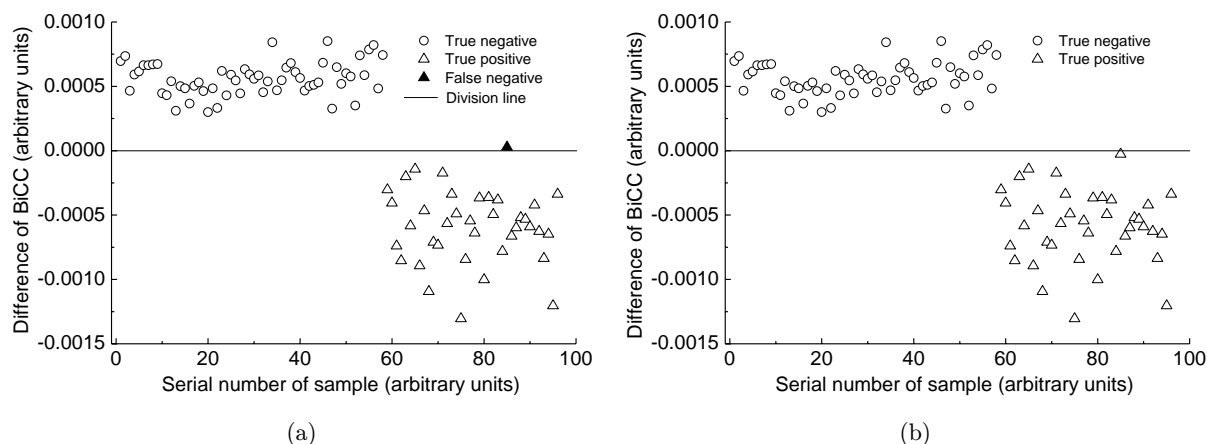 0.0010
0.0005
0.0000
-0.0005
-0.0010
-0.0015
Difference of BiCC (arbitrary units)
True negative
True positive
False negative
Division line
0 20 40 60 80 100
Serial number of sample (arbitrary units)
(a)
0.0010
0.0005
0.0000
-0.0005
-0.0010
-0.0015
Difference of BiCC (arbitrary units)
True negative
True positive
0 20 40 60 80 100
Serial number of sample (arbitrary units)
(b)